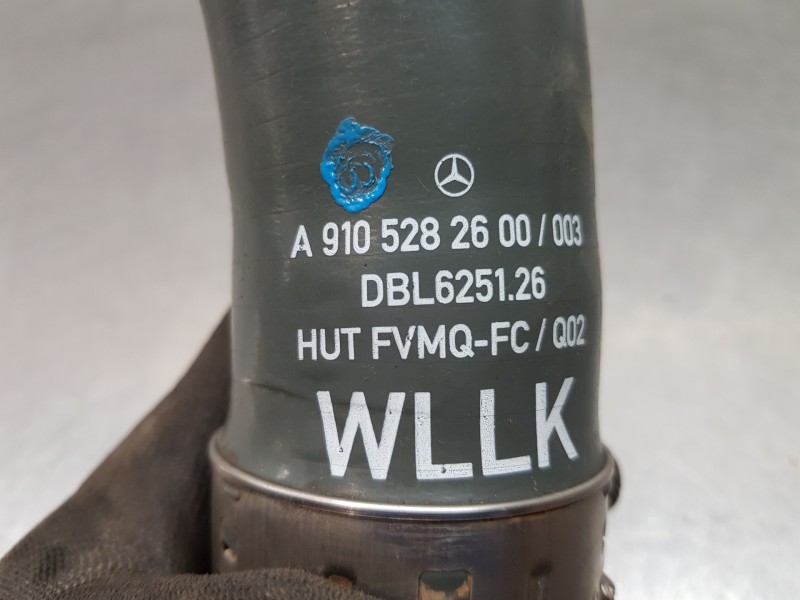 A 910 528 26 00 / 003
DBL6251.26
HUT FVMQ-FC / Q02
WLLK